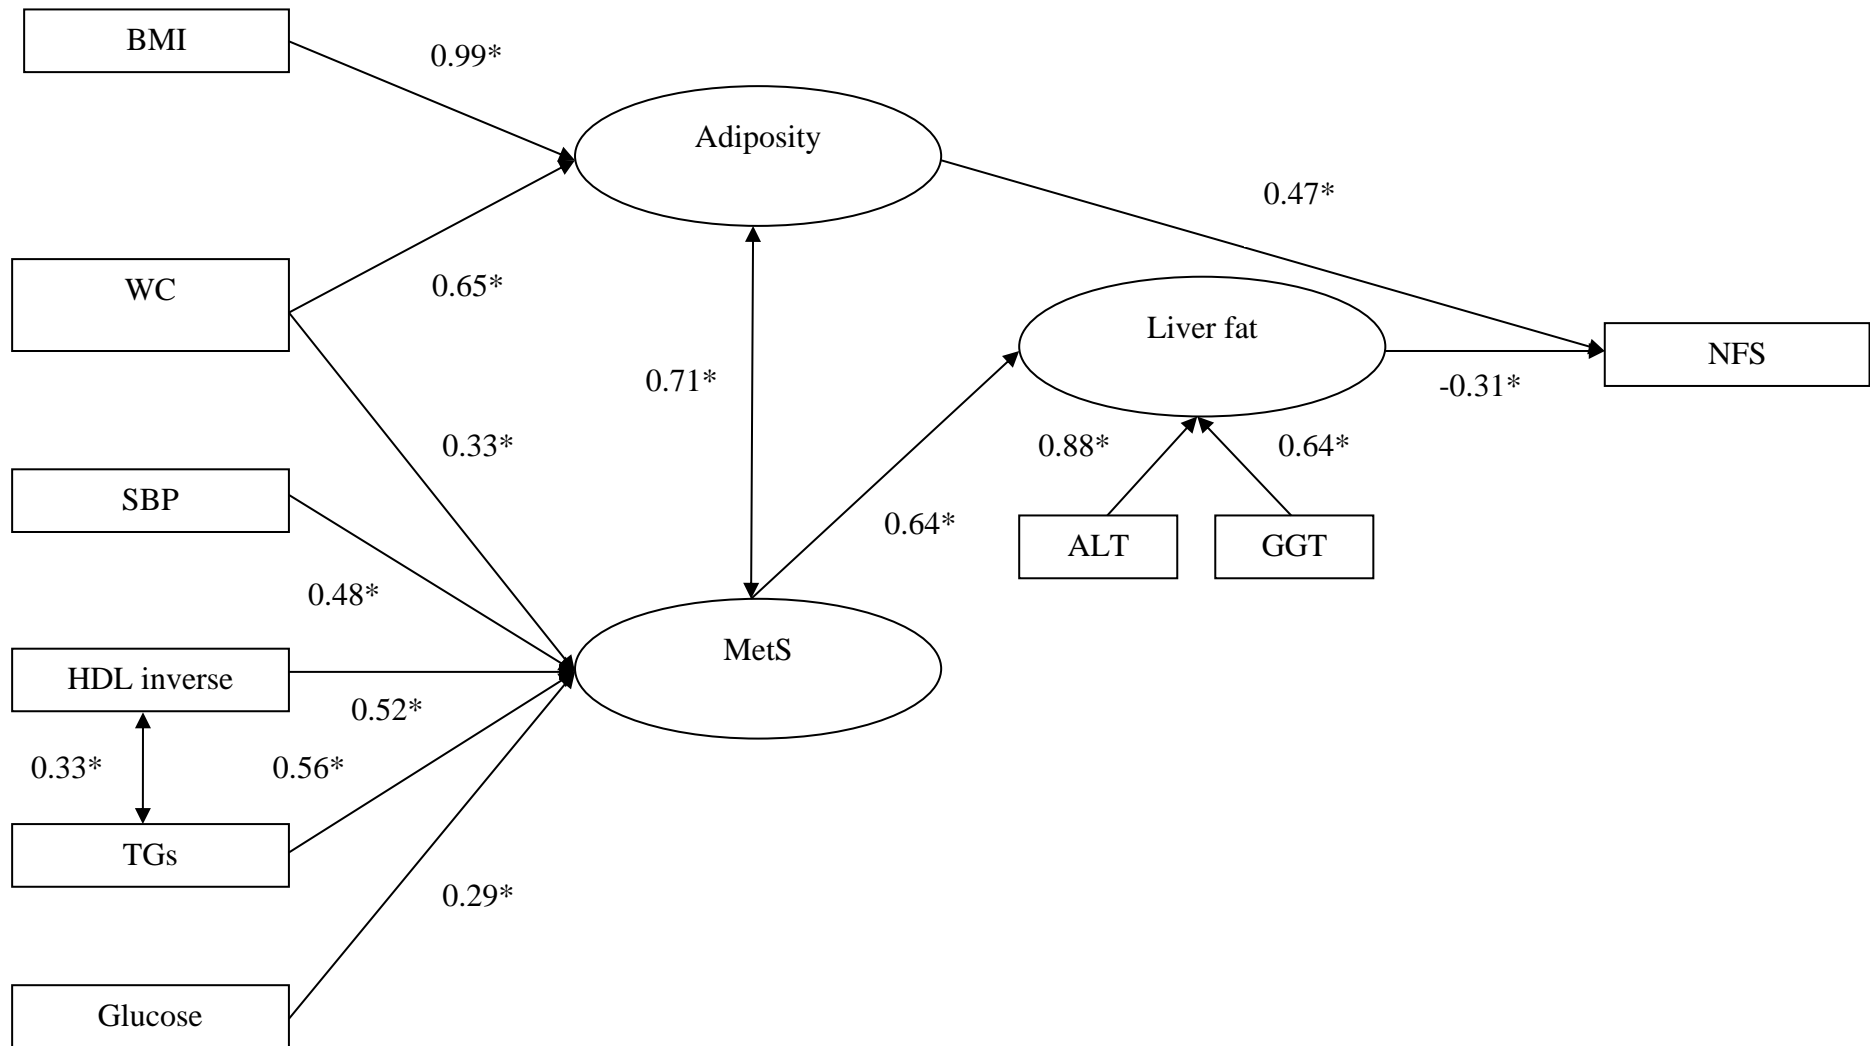 BMI
0.99*
Adiposity
0.47*
WC
0.65*
Liver fat
NFS
0.71*
-0.31*
0.33*
0.88*
0.64*
SBP
0.64*
ALT
GGT
0.48*
MetS
HDL inverse
0.52*
0.33*
0.56*
TGs
0.29*
Glucose